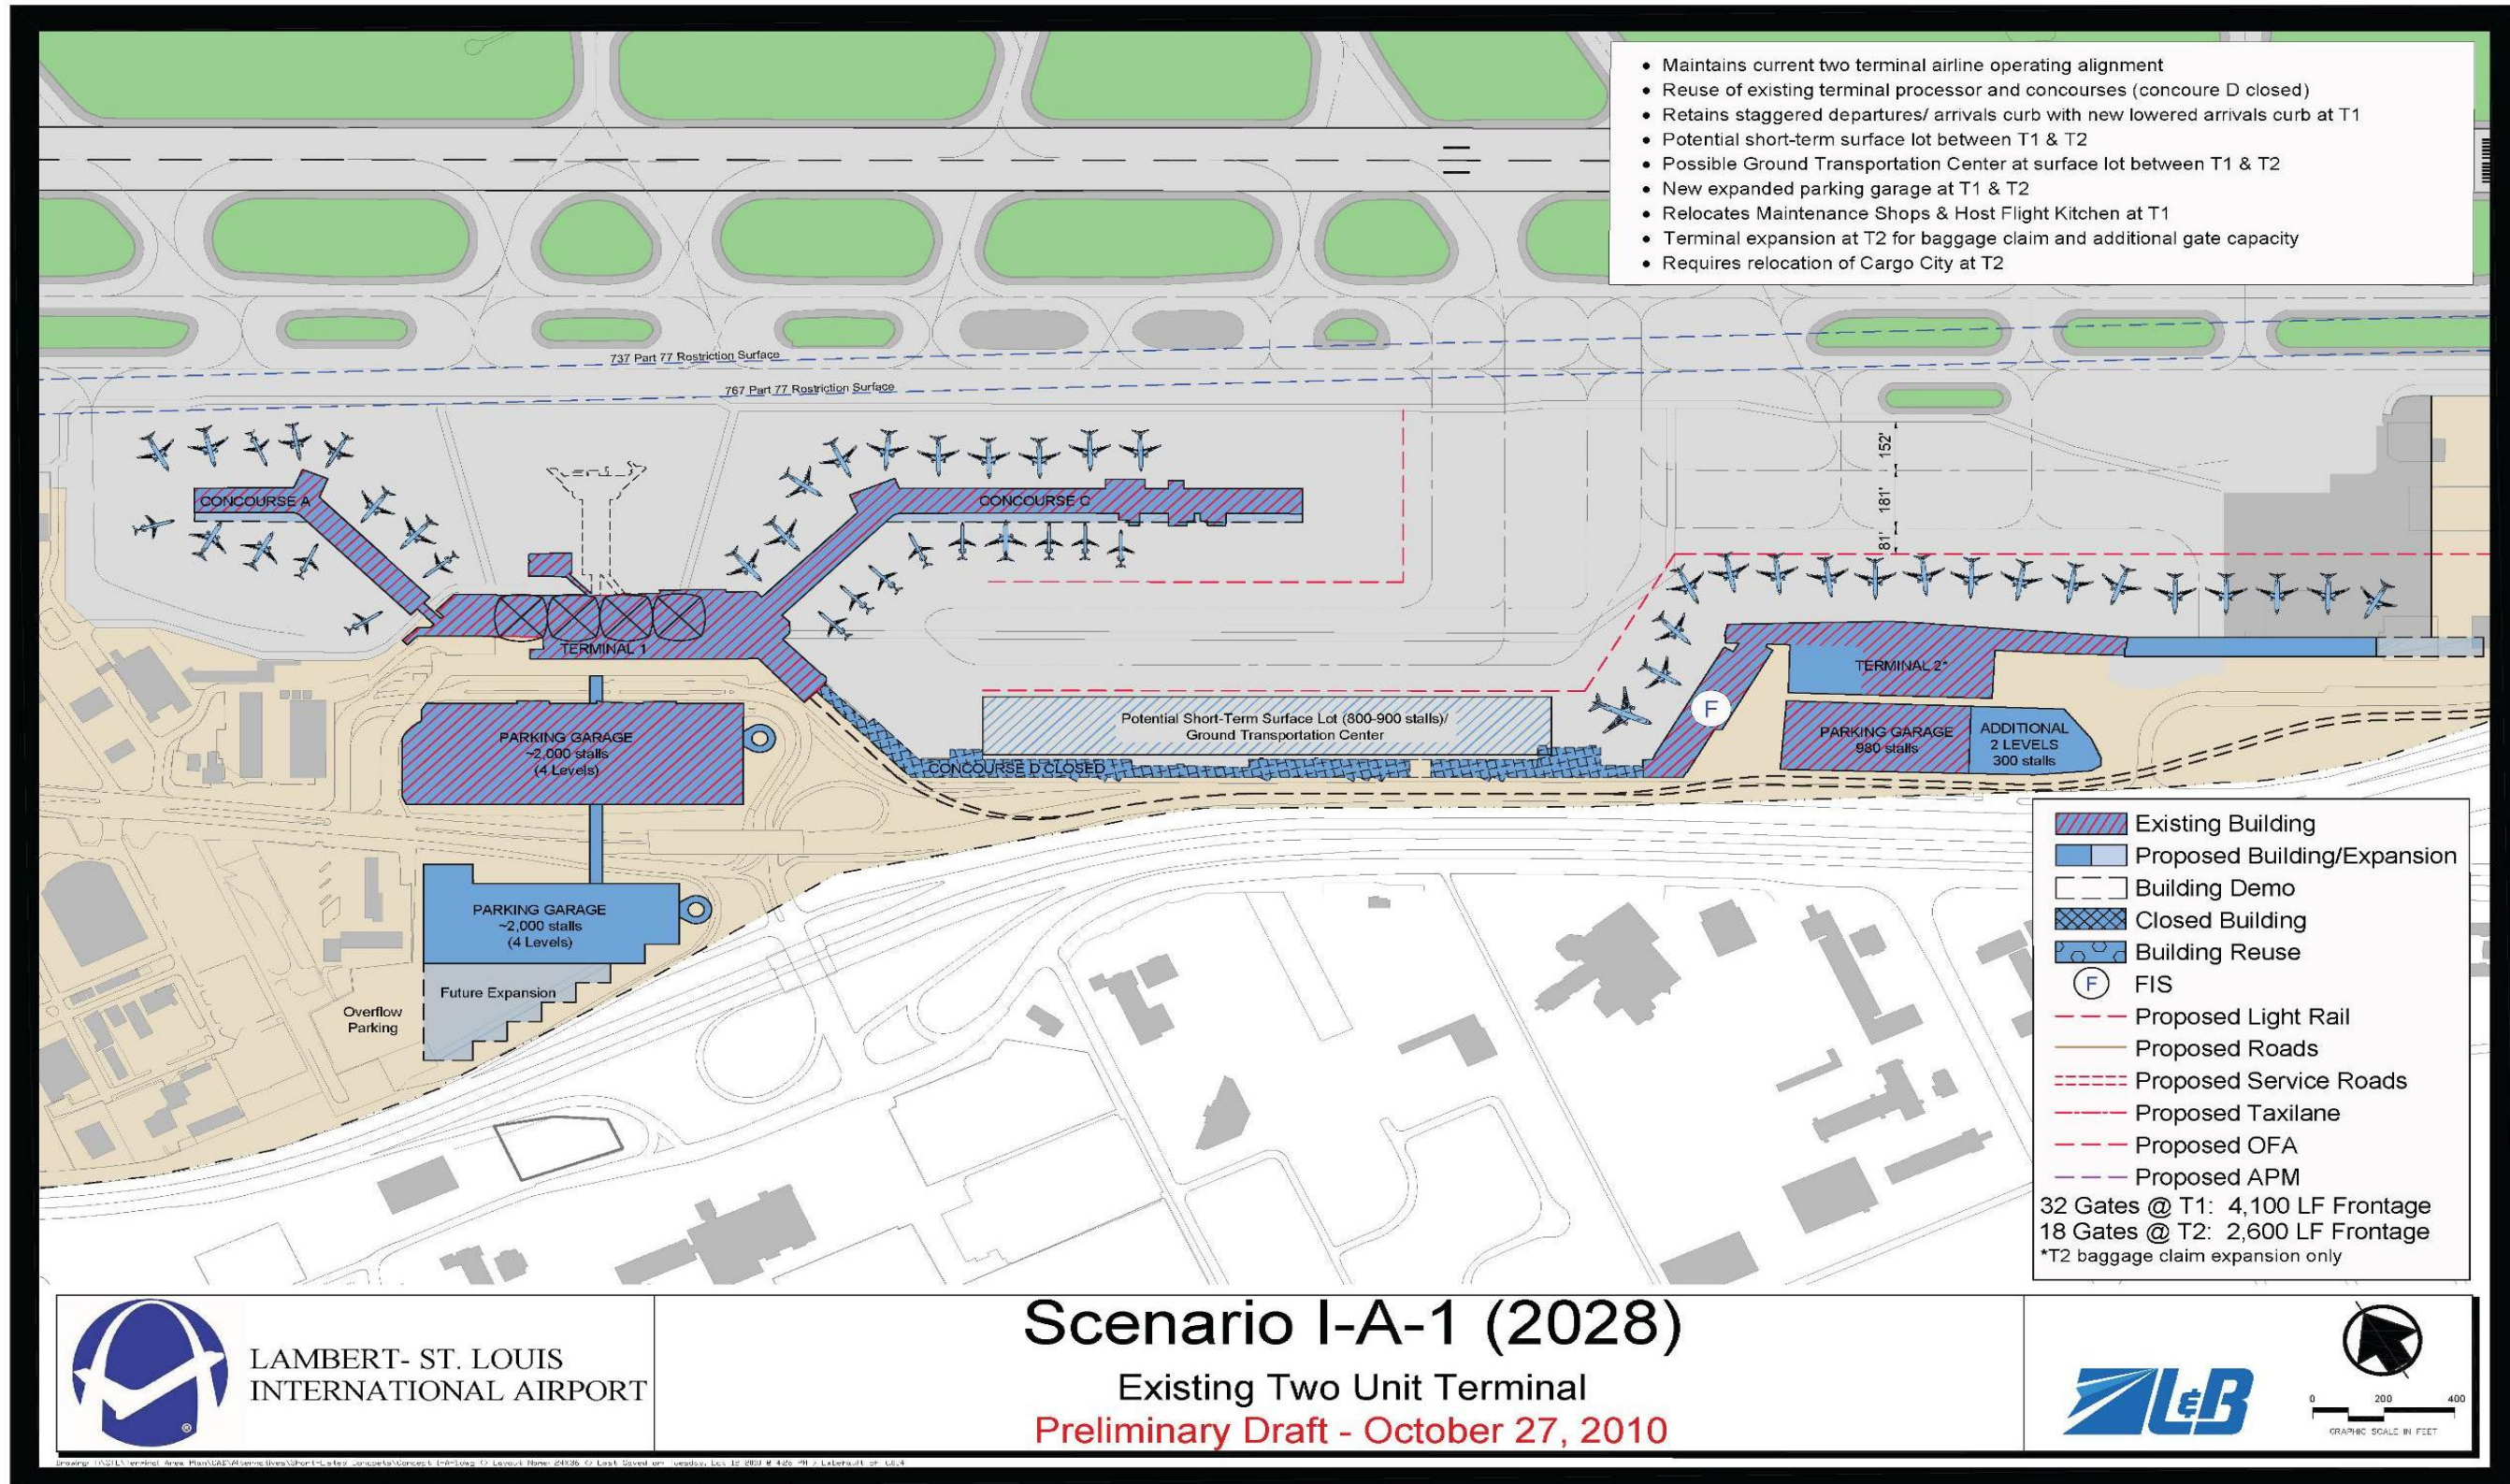 • Maintains current two terminal airline operating alignment
• Reuse of existing terminal processor and concourses (concoure D closed)
• Retains staggered departures/ arrivals curb with new lowered arrivals curb at T1
• Potential short-term surface lot between T1 & T2
• Possible Ground Transportation Center at surface lot between T1 & T2
• New expanded parking garage at T1 & T2
• Relocates Maintenance Shops & Host Flight Kitchen at T1
• Terminal expansion at T2 for baggage claim and additional gate capacity
• Requires relocation of Cargo City at T2
737 Part 77 Rostriction Surface
767 Part 77 Rostriction Surface
152'
181'
81'
CONCOURSE A
CONCOURSE C
TERMINAL 1
TERMINAL 2*
F
PARKING GARAGE
~2,000 stalls
(4 Levels)
Potential Short-Term Surface Lot (800-900 stalls)/
Ground Transportation Center
CONCOURSE D CLOSED
PARKING GARAGE
980 stalls
ADDITIONAL
2 LEVELS
300 stalls
PARKING GARAGE
~2,000 stalls
(4 Levels)
Future Expansion
Overflow
Parking
Existing Building
Proposed Building/Expansion
Building Demo
Closed Building
Building Reuse
F FIS
Proposed Light Rail
Proposed Roads
Proposed Service Roads
Proposed Taxilane
Proposed OFA
Proposed APM
32 Gates @ T1: 4,100 LF Frontage
18 Gates @ T2: 2,600 LF Frontage
*T2 baggage claim expansion only
®
LAMBERT- ST. LOUIS
INTERNATIONAL AIRPORT
Scenario I-A-1 (2028)
Existing Two Unit Terminal
Preliminary Draft - October 27, 2010
L&B
0 200 400
GRAPHIC SCALE IN FEET